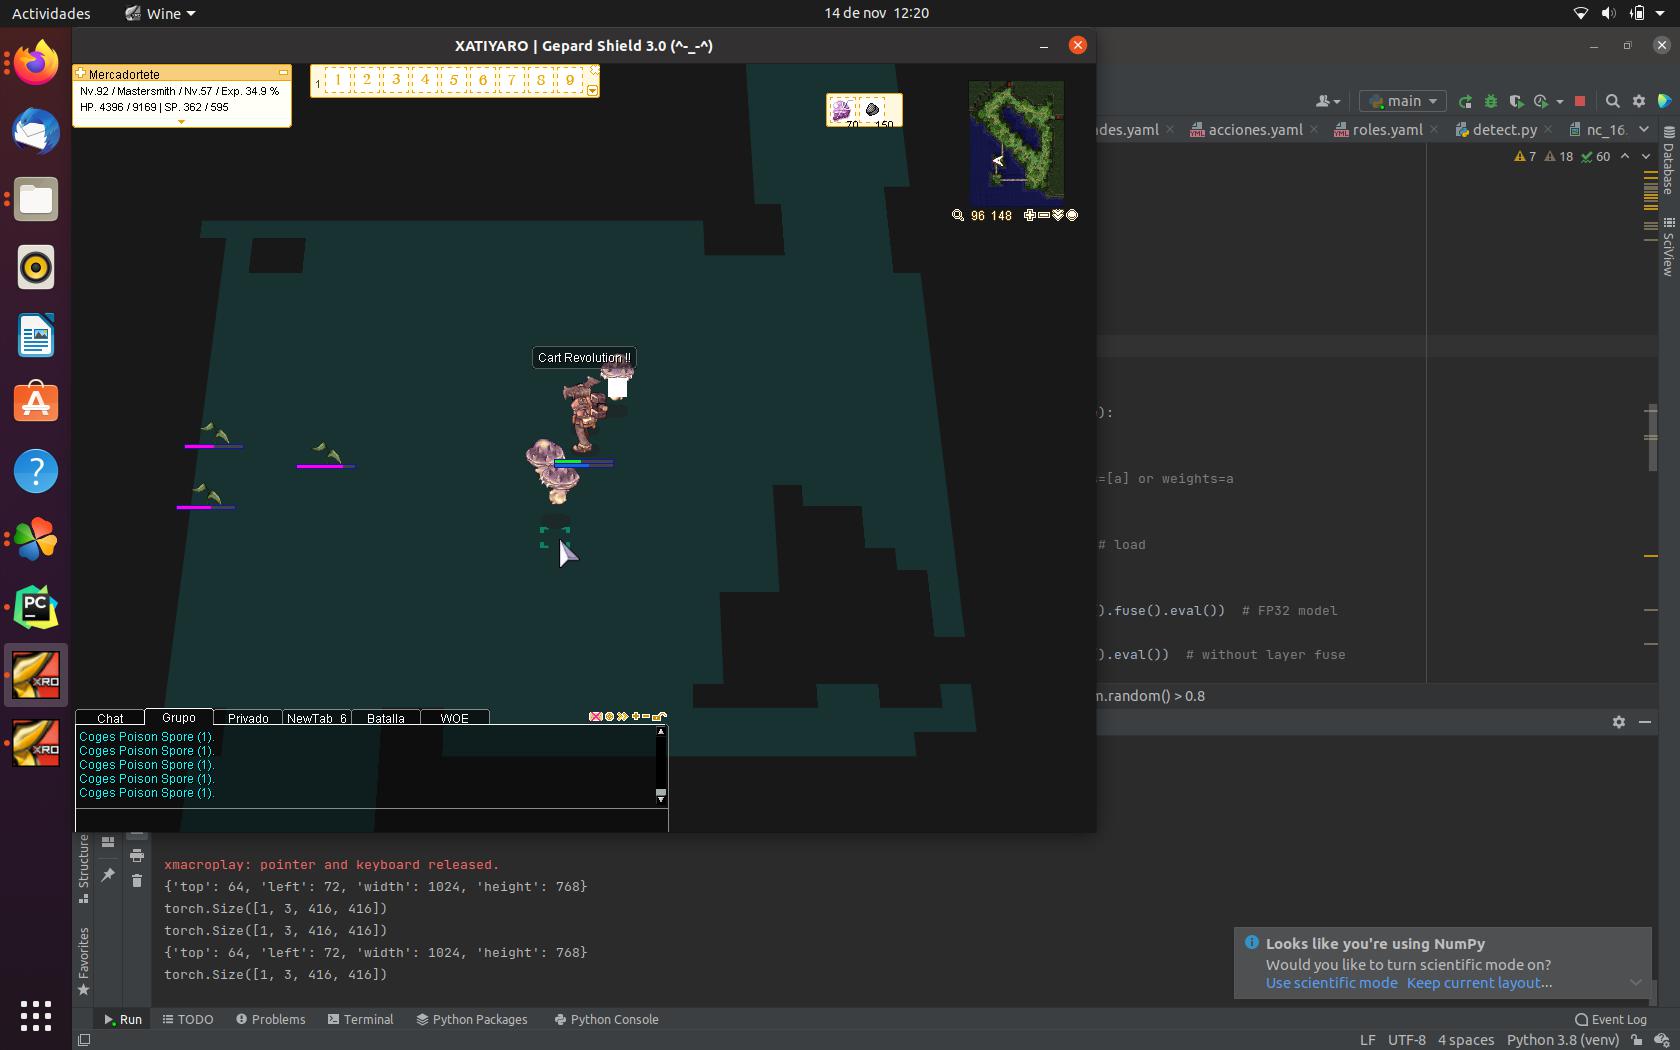 Actividades
Wine
14 de nov 12:20
XATIYARO | Gepard Shield 3.0 (^-_-^)
Mercadortete
Nv.92 / Mastersmith / Nv.57 / Exp. 34.9 %
HP. 4396 / 9169 | SP. 362 / 595
1 1 2 3 4 5 6 7 8 9
70 150
96 148
main
des.yaml acciones.yaml roles.yaml detect.py nc_16.
7 18 60
Database
SciView
Cart Revolution !!
):
=[a] or weights=a
# load
).fuse().eval()) # FP32 model
).eval()) # without layer fuse
m.random() > 0.8
Chat Grupo Privado NewTab_6 Batalla WOE
Coges Poison Spore (1).
Coges Poison Spore (1).
Coges Poison Spore (1).
Coges Poison Spore (1).
Coges Poison Spore (1).
PC
XRO
XRO
Structure
Favorites
xmacroplay: pointer and keyboard released.
{'top': 64, 'left': 72, 'width': 1024, 'height': 768}
torch.Size([1, 3, 416, 416])
torch.Size([1, 3, 416, 416])
{'top': 64, 'left': 72, 'width': 1024, 'height': 768}
torch.Size([1, 3, 416, 416])
Looks like you're using NumPy
Would you like to turn scientific mode on?
Use scientific mode Keep current layout...
Run TODO Problems Terminal Python Packages Python Console
Event Log
LF UTF-8 4 spaces Python 3.8 (venv)